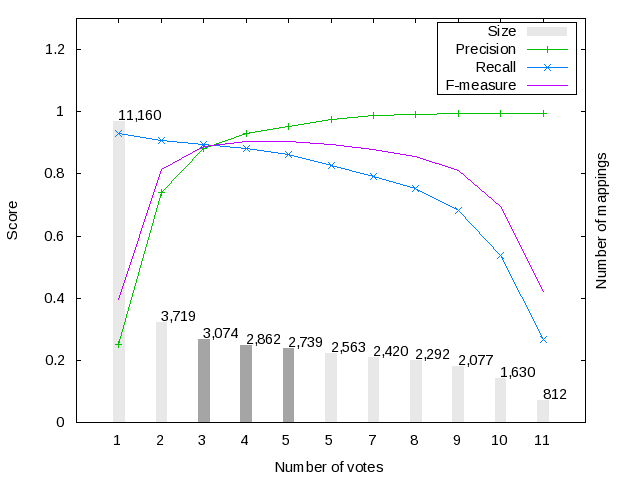 Size
Precision
Recall
F-measure
1.2
1
0.8
0.6
0.4
0.2
0
Score
Number of mappings
11,160
3,719
3,074
2,862
2,739
2,563
2,420
2,292
2,077
1,630
812
1 2 3 4 5 5 7 8 9 10 11
Number of votes